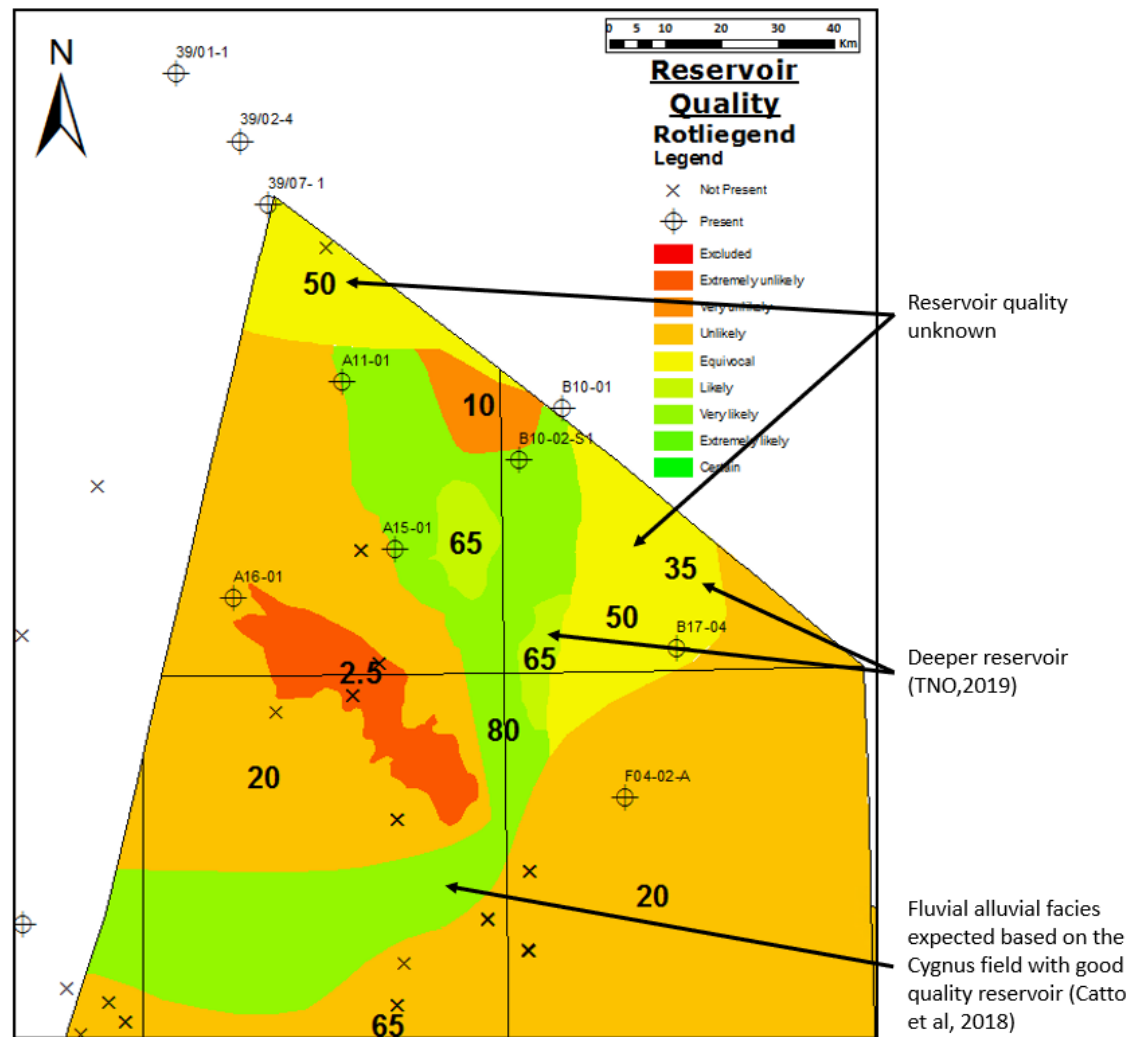 0 5 10 20 30 40
Km
N
Reservoir
Quality
Rotliegend
Legend
Not Present
Present
Excluded
Extremely unlikely
Very unlikely
Unlikely
Equivocal
Likely
Very likely
Extremely likely
Certain
39/01-1
39/02-4
39/07- 1
50
A11-01
10
B10-01
B10-02-S1
65
A15-01
35
A16-01
50
B17-04
65
2.5
80
20
F04-02-A
20
65
Reservoir quality
unknown
Deeper reservoir
(TNO,2019)
Fluvial alluvial facies
expected based on the
Cygnus field with good
quality reservoir (Catto
et al, 2018)